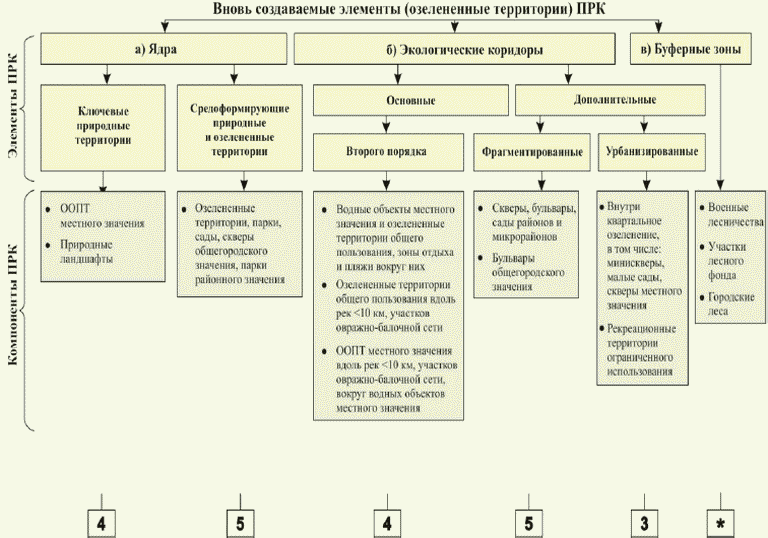 Вновь создаваемые элементы (озелененные территории) ПРК
Элементы ПРК
а) Ядра
б) Экологические коридоры
в) Буферные зоны
Ключевые
природные
территории
Средоформирующие
природные
и озелененные
территории
Основные
Дополнительные
Второго порядка
Фрагментированные
Урбанизированные
Компоненты ПРК
• ООПТ
местного значения
• Природные
ландшафты
• Озелененные
территории, парки,
сады, скверы
общегородского
значения, парки
районного значения
• Водные объекты местного
значения и озелененные
территории общего
пользования, зоны отдыха
и пляжи вокруг них
• Озелененные территории
общего пользования вдоль
рек <10 км, участков
овражно-балочной сети
• ООПТ местного значения
вдоль рек <10 км, участков
овражно-балочной сети,
вокруг водных объектов
местного значения
• Скверы, бульвары,
сады районов и
микрорайонов
• Бульвары
общегородского
значения
• Внутри
квартальное
озеленение,
в том числе:
минискверы,
малые сады,
скверы местного
значения
• Рекреационные
территории
ограниченного
использования
• Военные
лесничества
• Участки
лесного
фонда
• Городские
леса
4
5
4
5
3
*